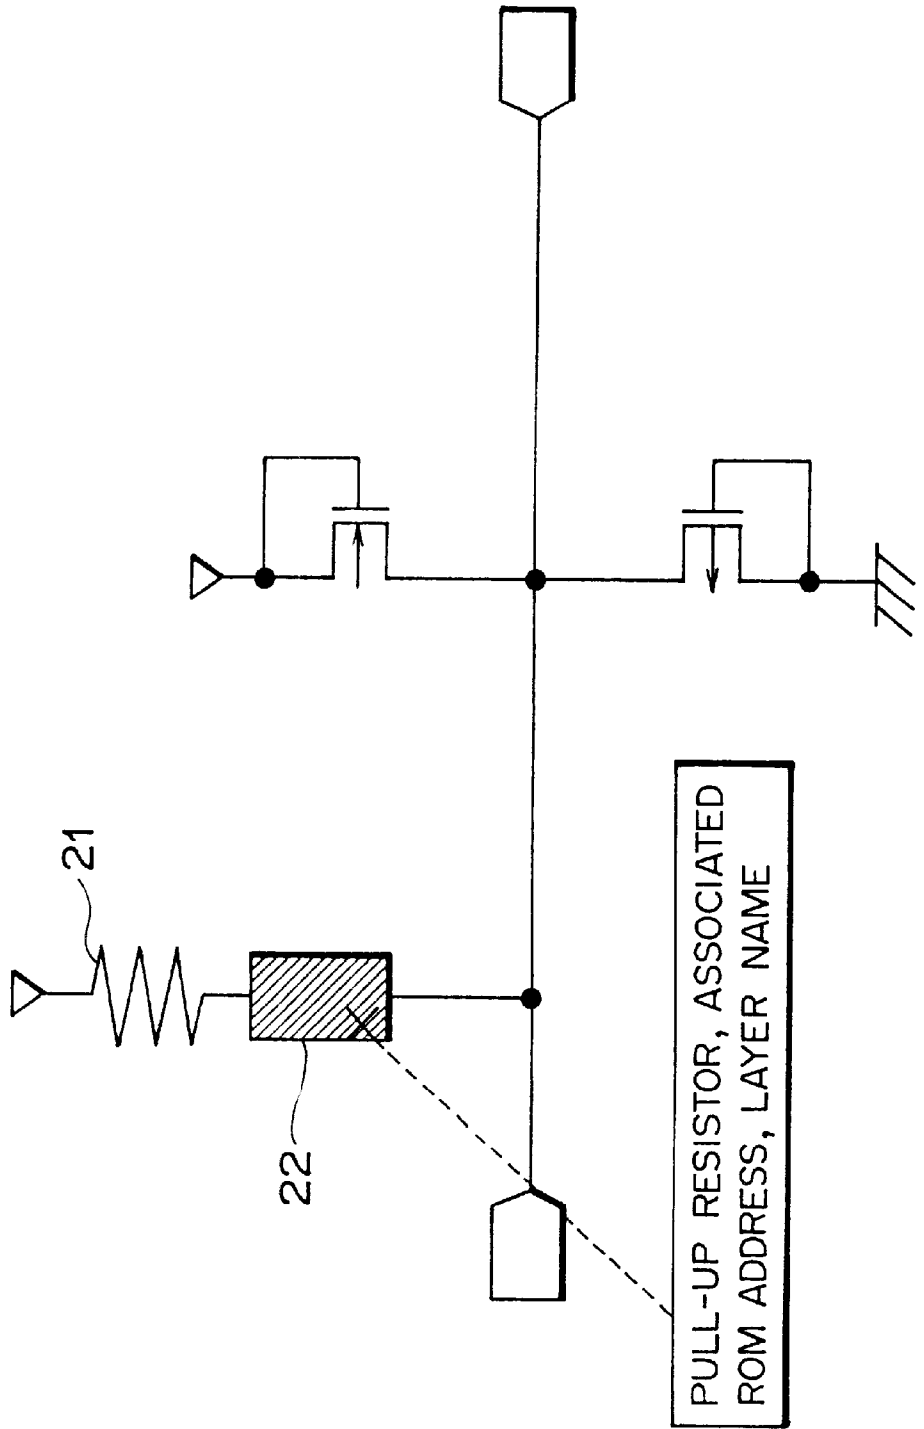 21
22
PULL-UP RESISTOR, ASSOCIATED
ROM ADDRESS, LAYER NAME